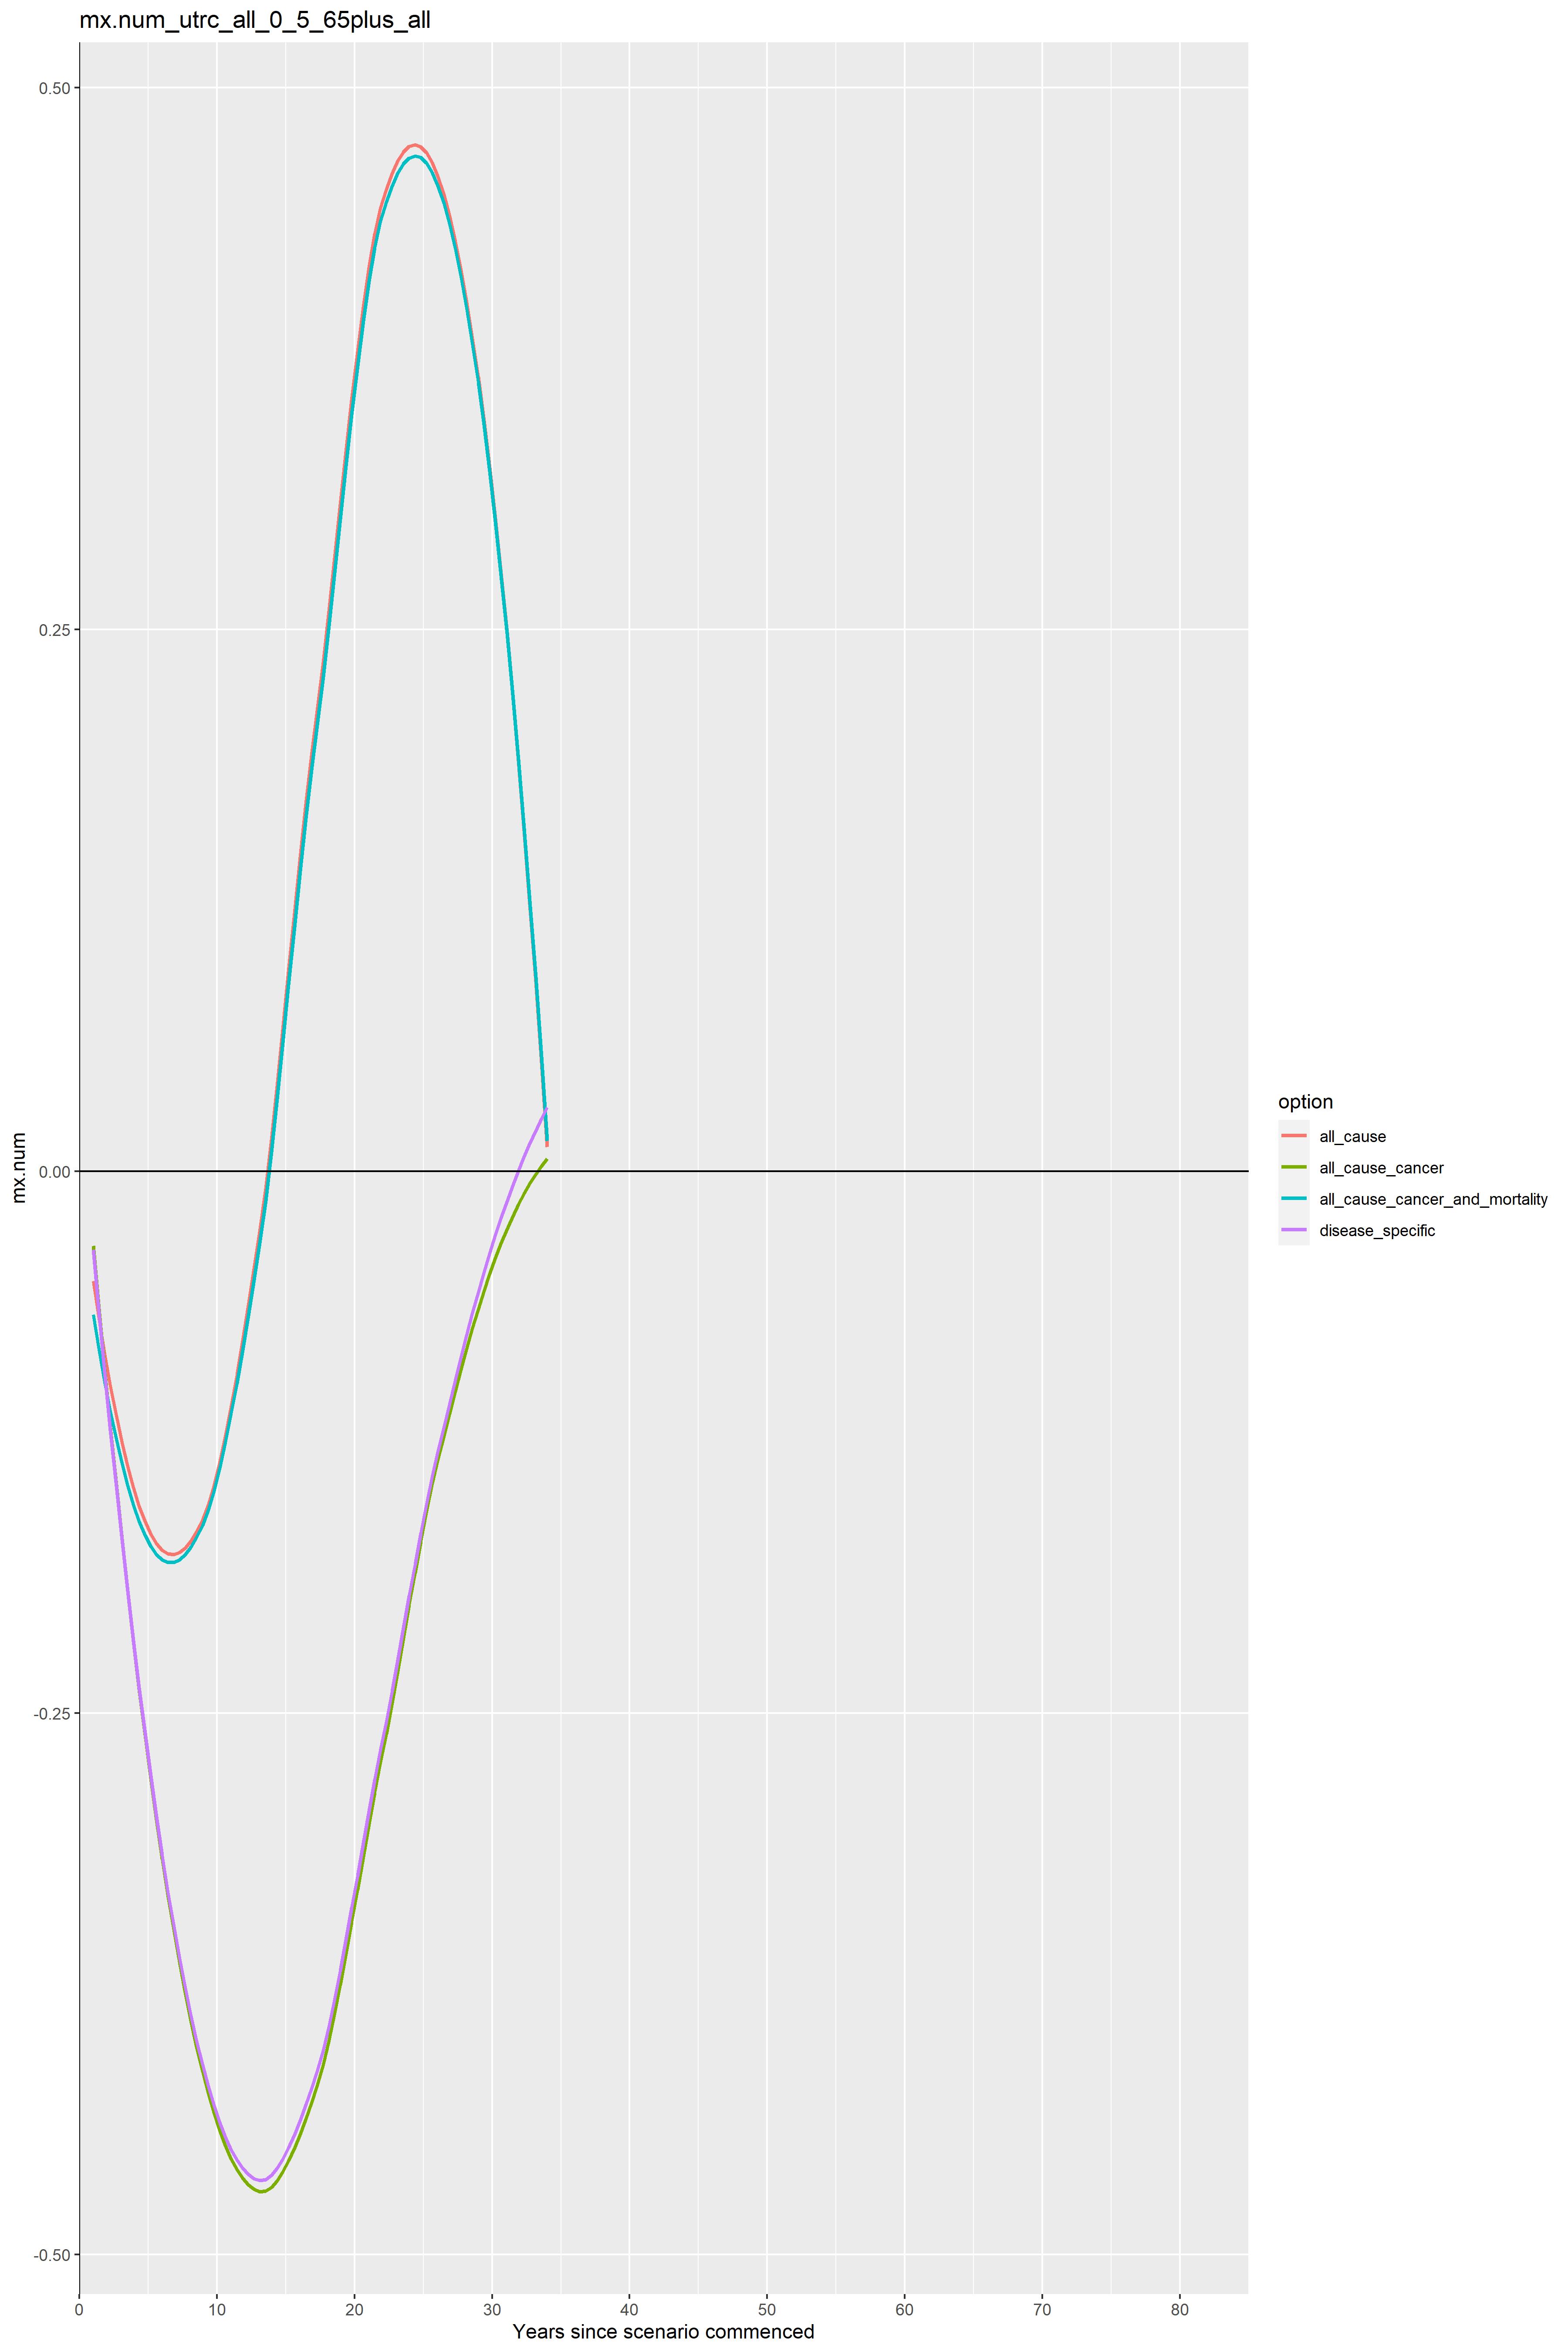 mx.num_utrc_all_0_5_65plus_all
0.50
0.25
0.00
-0.25
-0.50
mx.num
0 10 20 30 40 50 60 70 80
Years since scenario commenced
option
all_cause
all_cause_cancer
all_cause_cancer_and_mortality
disease_specific